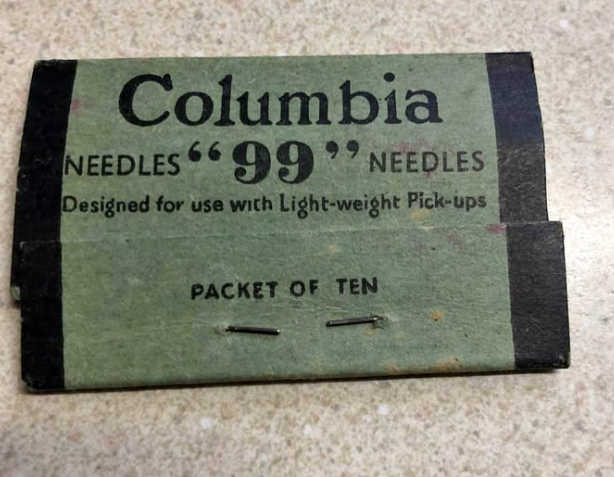 Columbia
NEEDLES “99” NEEDLES
Designed for use with Light-weight Pick-ups
PACKET OF TEN